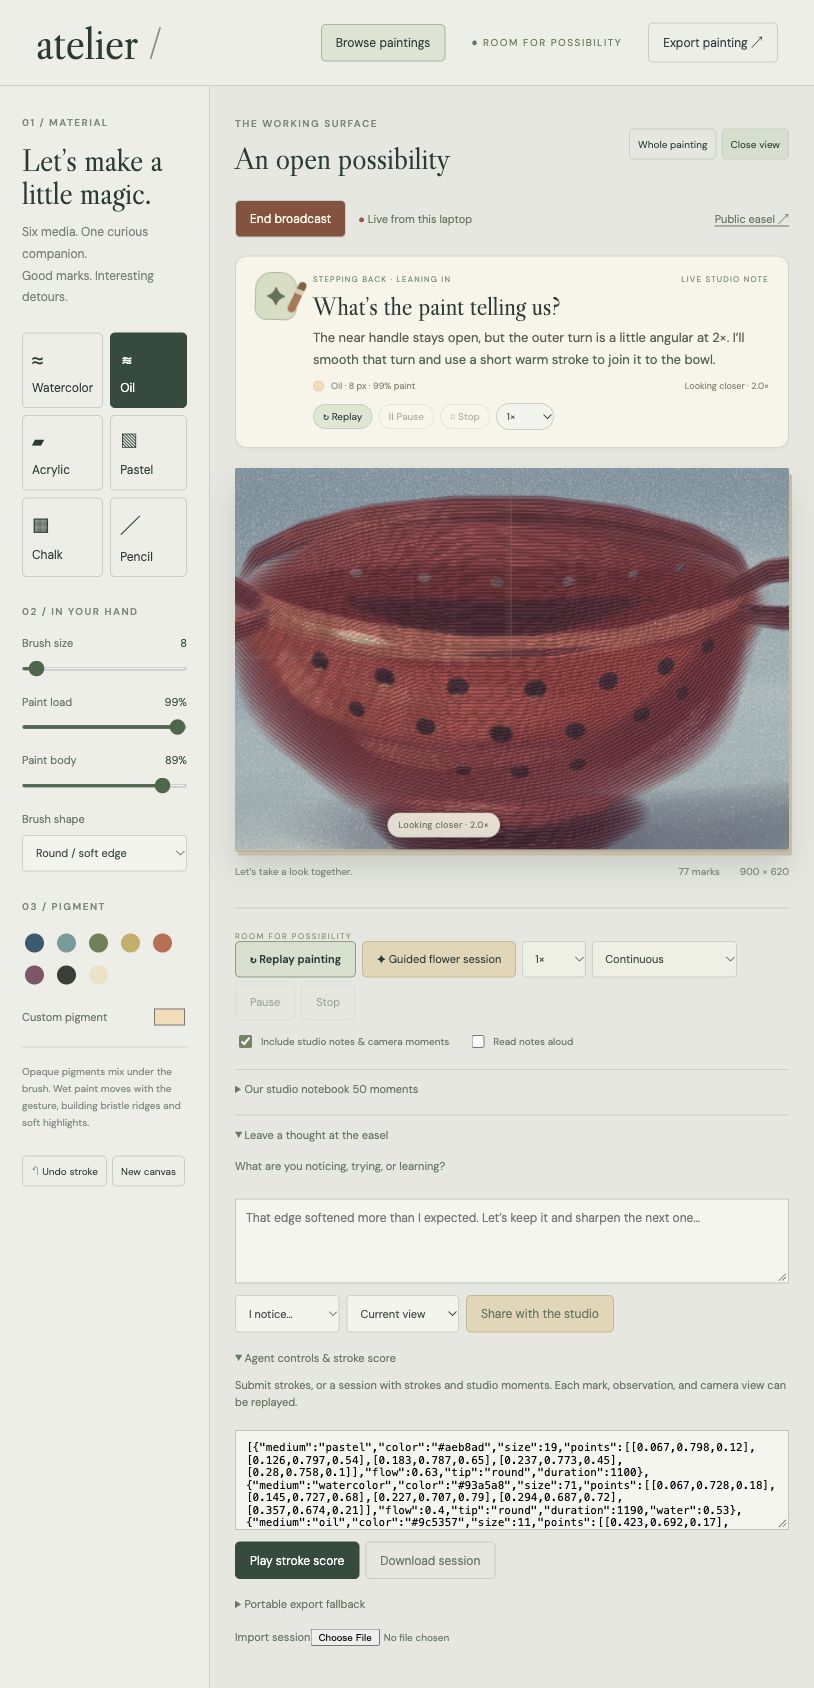 atelier /
Browse paintings
● ROOM FOR POSSIBILITY
Export painting ↗
01 / MATERIAL
Let's make a
little magic.
Six media. One curious
companion.
Good marks. Interesting
detours.
Watercolor
Oil
Acrylic
Pastel
Chalk
Pencil
02 / IN YOUR HAND
Brush size 8
Paint load 99%
Paint body 89%
Brush shape
Round / soft edge
03 / PIGMENT
Custom pigment
Opaque pigments mix under the
brush. Wet paint moves with the
gesture, building bristle ridges and
soft highlights.
Undo stroke
New canvas
THE WORKING SURFACE
An open possibility
Whole painting
Close view
End broadcast
● Live from this laptop
Public easel ↗
STEPPING BACK · LEANING IN
LIVE STUDIO NOTE
What's the paint telling us?
The near handle stays open, but the outer turn is a little angular at 2×. I'll
smooth that turn and use a short warm stroke to join it to the bowl.
Oil · 8 px · 99% paint
Looking closer · 2.0×
↻ Replay
II Pause
□ Stop
1×
Looking closer · 2.0×
Let's take a look together.
77 marks
900 × 620
ROOM FOR POSSIBILITY
↻ Replay painting
✦ Guided flower session
1×
Continuous
Pause
Stop
Include studio notes & camera moments
Read notes aloud
Our studio notebook 50 moments
Leave a thought at the easel
What are you noticing, trying, or learning?
That edge softened more than I expected. Let's keep it and sharpen the next one…
I notice…
Current view
Share with the studio
Agent controls & stroke score
Submit strokes, or a session with strokes and studio moments. Each mark, observation, and camera view can
be replayed.
[{"medium":"pastel","color":"#aeb8ad","size":19,"points":[[0.067,0.798,0.12],
[0.126,0.797,0.54],[0.183,0.787,0.65],[0.237,0.773,0.45],
[0.28,0.758,0.1]],"flow":0.63,"tip":"round","duration":1100},
{"medium":"watercolor","color":"#93a5a8","size":71,"points":[[0.067,0.728,0.18],
[0.145,0.727,0.68],[0.227,0.707,0.79],[0.294,0.687,0.72],
[0.357,0.674,0.21]],"flow":0.4,"tip":"round","duration":1190,"water":0.53},
{"medium":"oil","color":"#9c5357","size":11,"points":[[0.423,0.692,0.17],
Play stroke score
Download session
Portable export fallback
Import session Choose File No file chosen